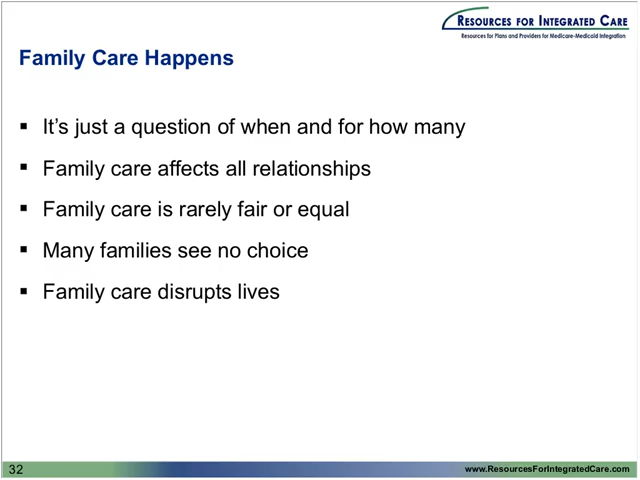 RESOURCES FOR INTEGRATED CARE
Resources for Plans and Providers for Medicare-Medicaid Integration
Family Care Happens
▪ It’s just a question of when and for how many
▪ Family care affects all relationships
▪ Family care is rarely fair or equal
▪ Many families see no choice
▪ Family care disrupts lives
32
www.ResourcesForIntegratedCare.com